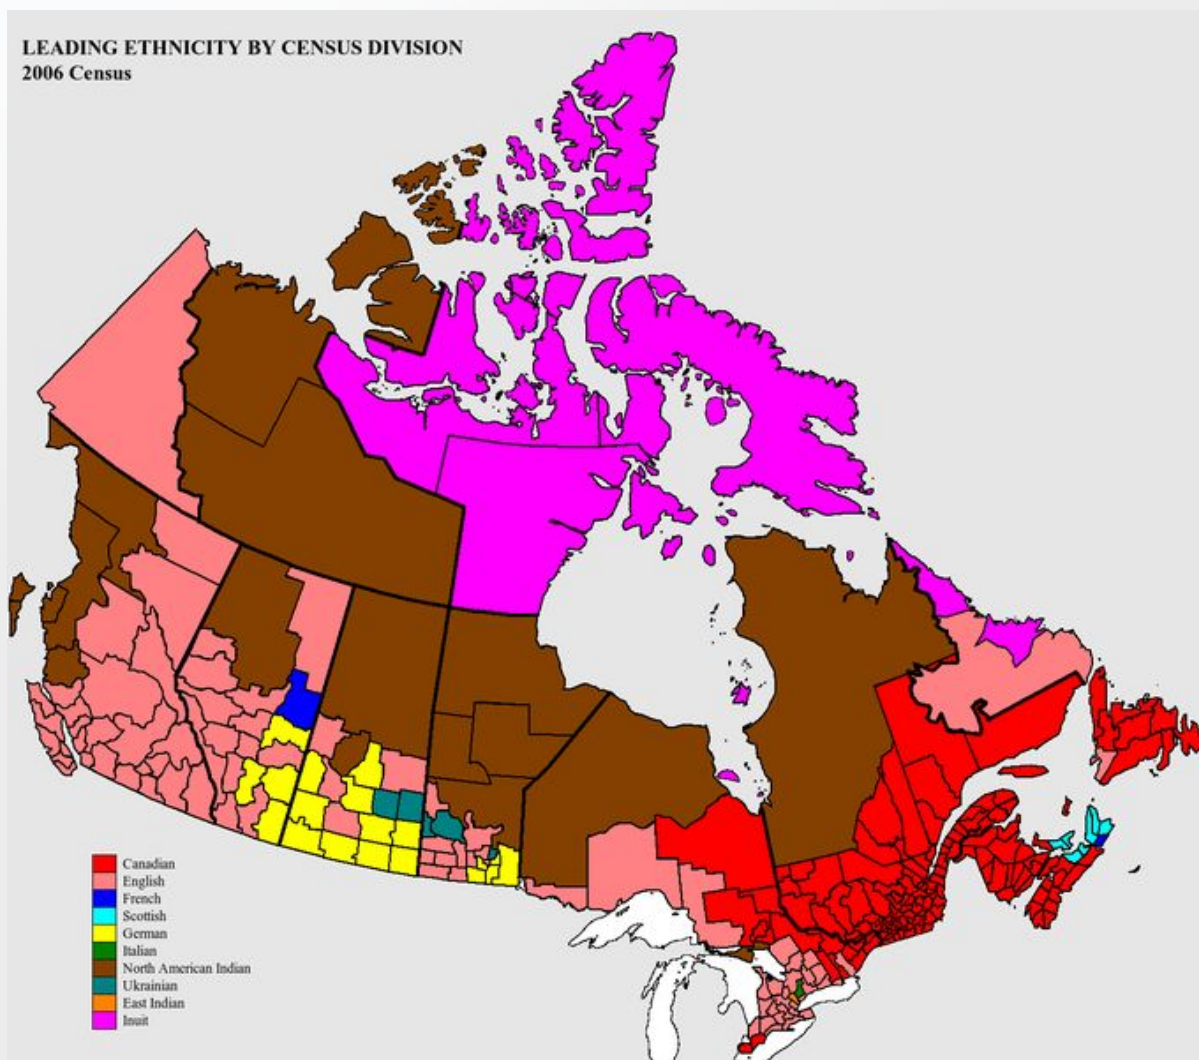 LEADING ETHNICITY BY CENSUS DIVISION
2006 Census
Canadian
English
French
Scottish
German
Italian
North American Indian
Ukrainian
East Indian
Inuit